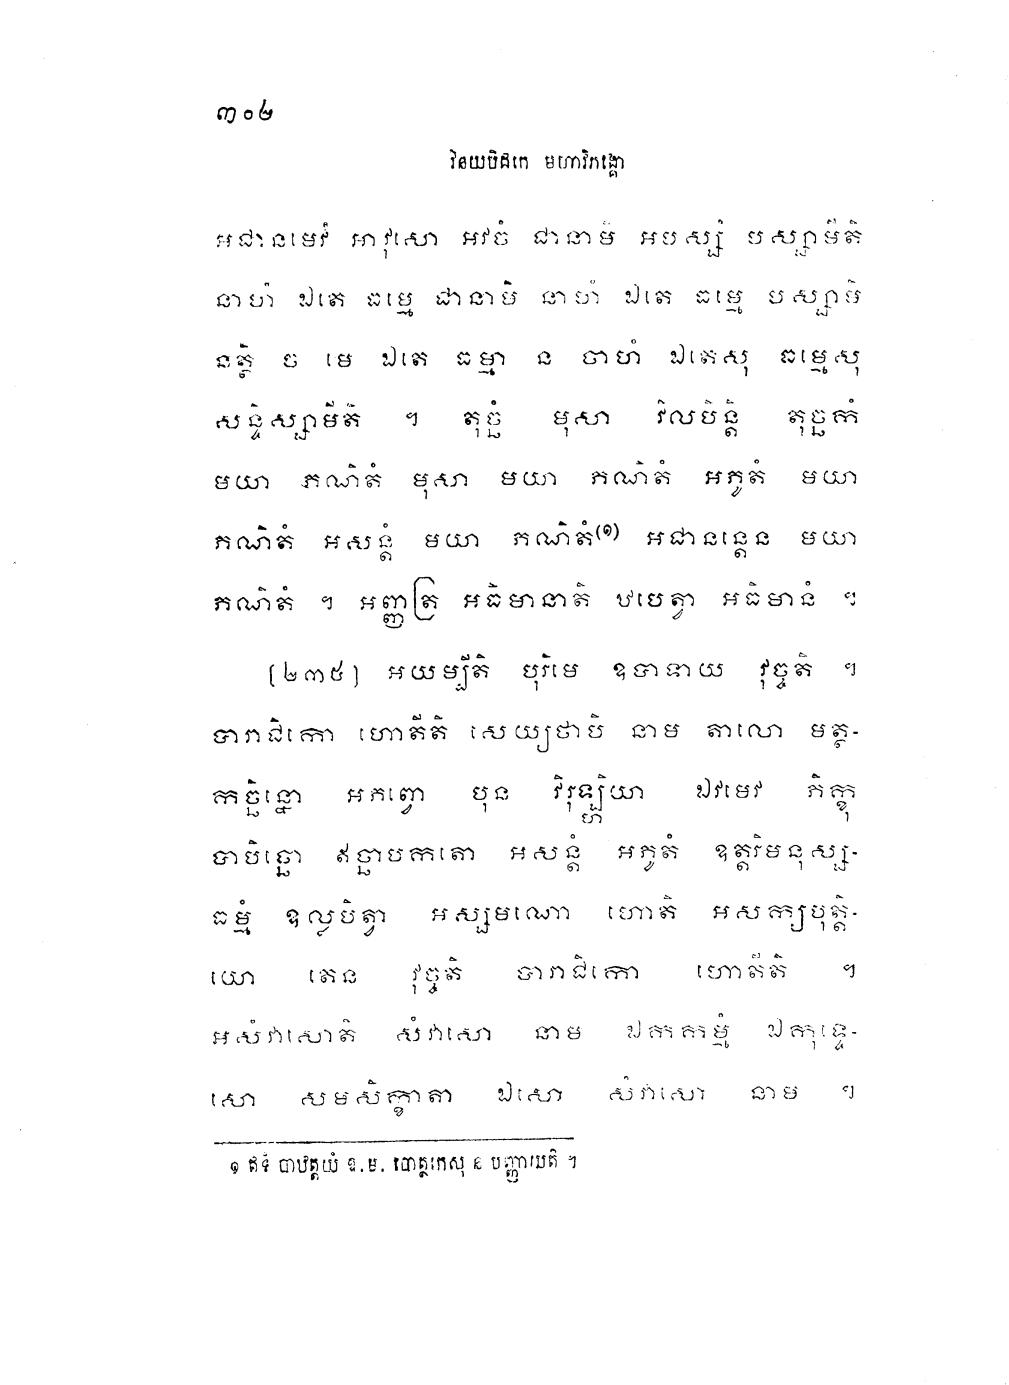 ៣០២
វិនយបិដកេ មហាវិភង្គោ
អជានមេវំ អាវុសោ អវចំ ជានាមិ អបស្សំ បស្សាមីតិ
នាហំ ឯតេ ធម្មេ ជានាមិ នាហំ ឯតេ ធម្មេ បស្សាមិ
នត្ថិ ច មេ ឯតេ ធម្មា ន ចាហំ ឯតេសុ ធម្មេសុ
សន្ទិស្សាមីតិ ។ តុច្ឆំ មុសា វិលបិន្តិ តុច្ឆកំ
មយា ភណិតំ មុសា មយា ភណិតំ អភូតំ មយា
ភណិតំ អសន្តំ មយា ភណិតំ(១) អជានន្តេន មយា
ភណិតំ ។ អញ្ញត្រ អធិមានាតិ ឋបេត្វា អធិមានំ ។
[២៣៥] អយម្បីតិ បុរិមេ ឧបាទាយ វុច្ចតិ ។
បារាជិកោ ហោតីតិ សេយ្យថាបិ នាម តាលោ មត្ថ-
កច្ឆិន្នោ អភព្វោ បុន វិរុឡ្ហិយា ឯវមេវ ភិក្ខុ
បាបិច្ឆោ ឥច្ឆាបកតោ អសន្តំ អភូតំ ឧត្តរិមនុស្ស-
ធម្មំ ឧល្លបិត្វា អស្សមណោ ហោតិ អសក្យបុត្តិ-
យោ តេន វុច្ចតិ បារាជិកោ ហោតីតិ ។
អសំវាសោតិ សំវាសោ នាម ឯកកម្មំ ឯកុទ្ទេ-
សោ សមសិក្ខាតា ឯសោ សំវាសោ នាម ។
១ ឥទំ បាឋត្តយំ ឱ.ម. បោត្ថកេសុ ន បញ្ញាយតិ ។